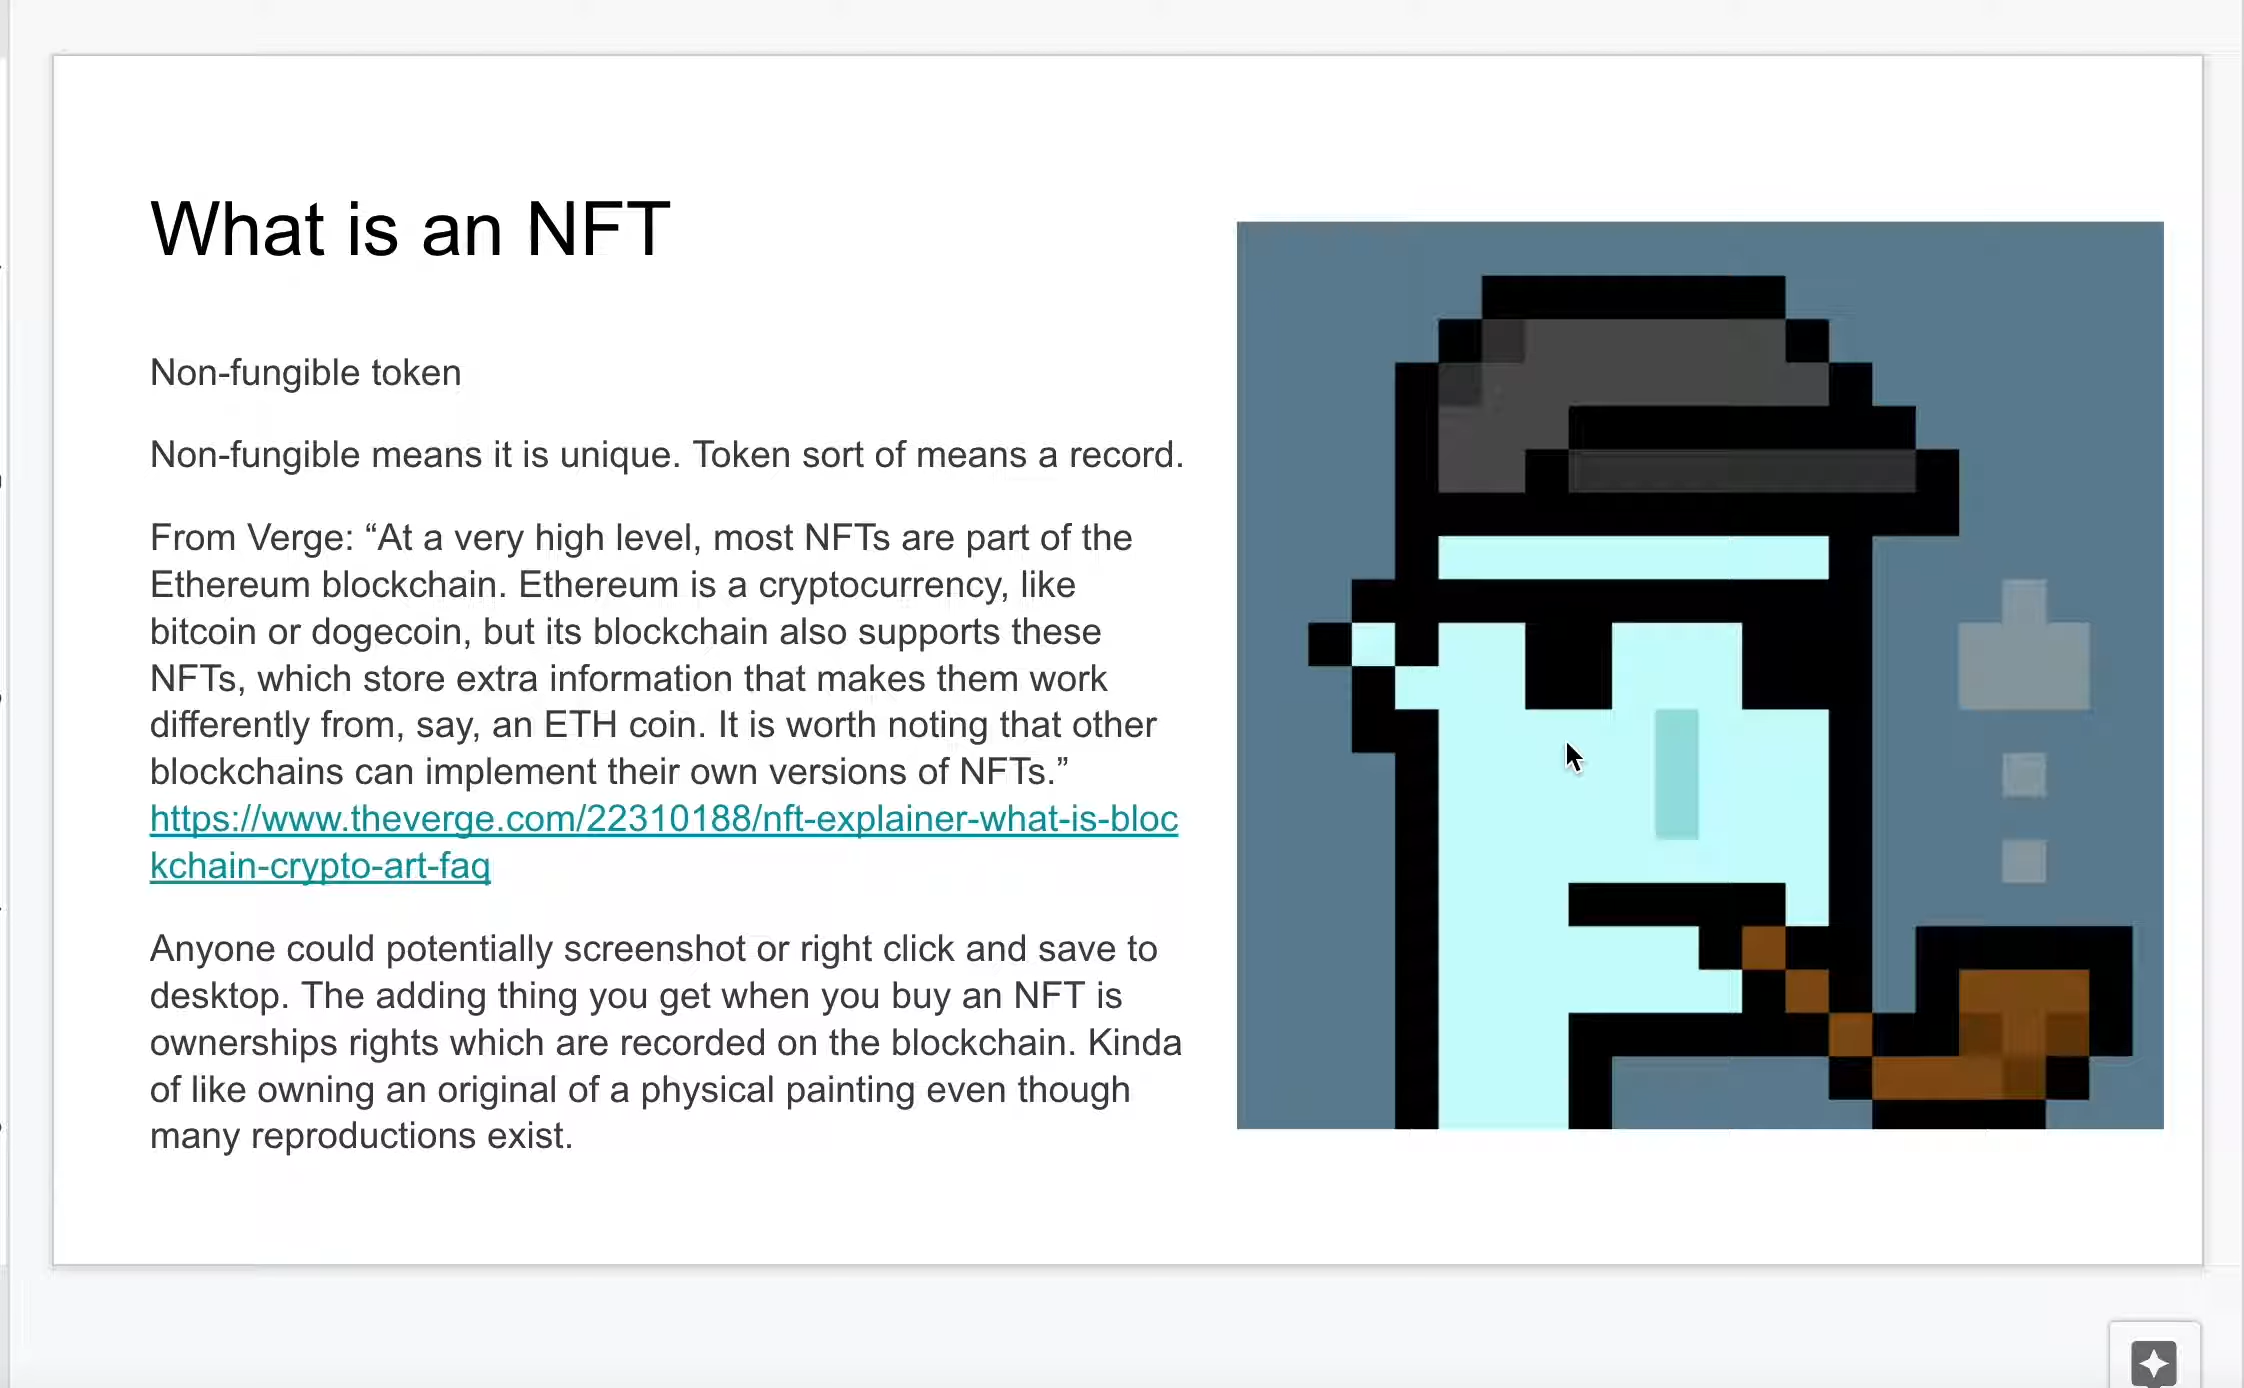 What is an NFT
Non-fungible token
Non-fungible means it is unique. Token sort of means a record.
From Verge: “At a very high level, most NFTs are part of the
Ethereum blockchain. Ethereum is a cryptocurrency, like
bitcoin or dogecoin, but its blockchain also supports these
NFTs, which store extra information that makes them work
differently from, say, an ETH coin. It is worth noting that other
blockchains can implement their own versions of NFTs.”
https://www.theverge.com/22310188/nft-explainer-what-is-bloc
kchain-crypto-art-faq
Anyone could potentially screenshot or right click and save to
desktop. The adding thing you get when you buy an NFT is
ownerships rights which are recorded on the blockchain. Kinda
of like owning an original of a physical painting even though
many reproductions exist.